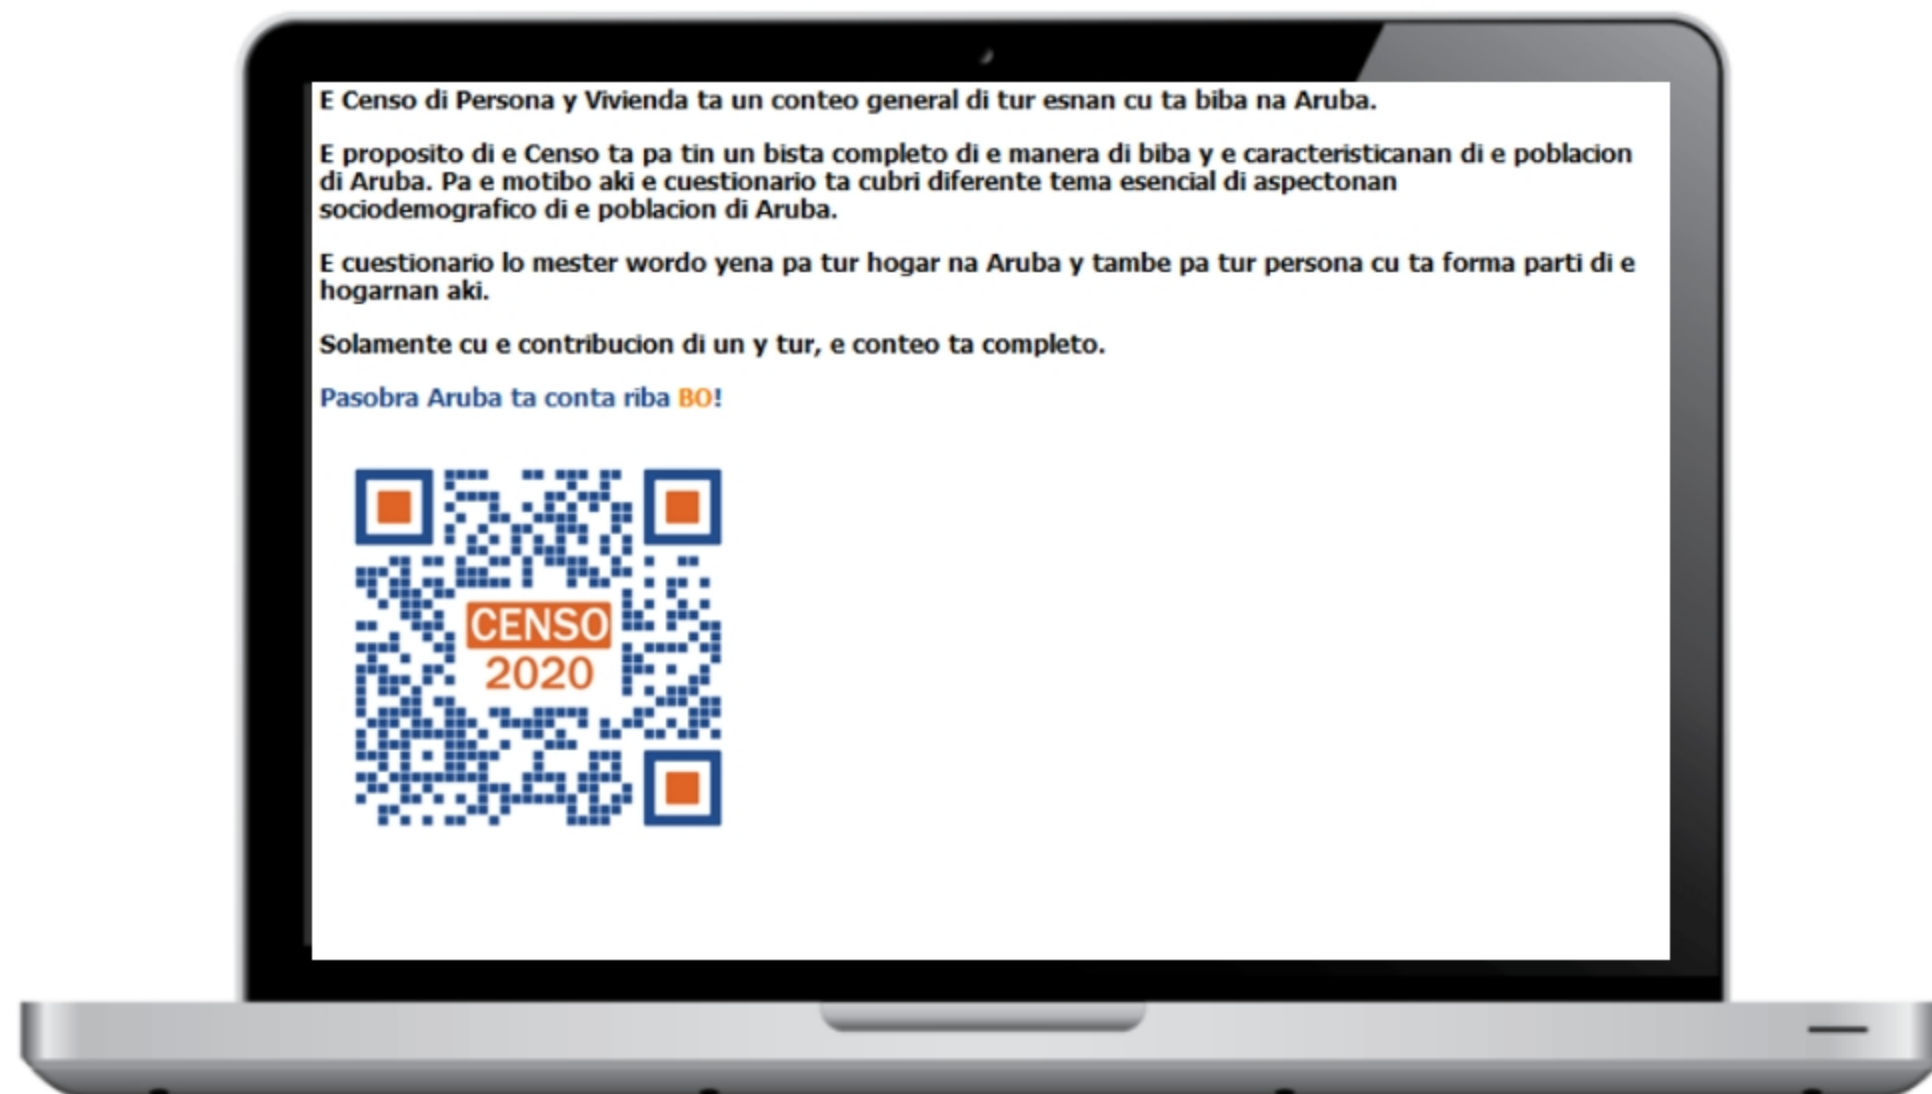 E Censo di Persona y Vivienda ta un conteo general di tur esnan cu ta biba na Aruba.
E proposito di e Censo ta pa tin un bista completo di e manera di biba y e caracteristicanan di e poblacion
di Aruba. Pa e motibo aki e cuestionario ta cubri diferente tema esencial di aspectonan
sociodemografico di e poblacion di Aruba.
E cuestionario lo mester wordo yena pa tur hogar na Aruba y tambe pa tur persona cu ta forma parti di e
hogarnan aki.
Solamente cu e contribucion di un y tur, e conteo ta completo.
Pasobra Aruba ta conta riba BO!
CENSO
2020